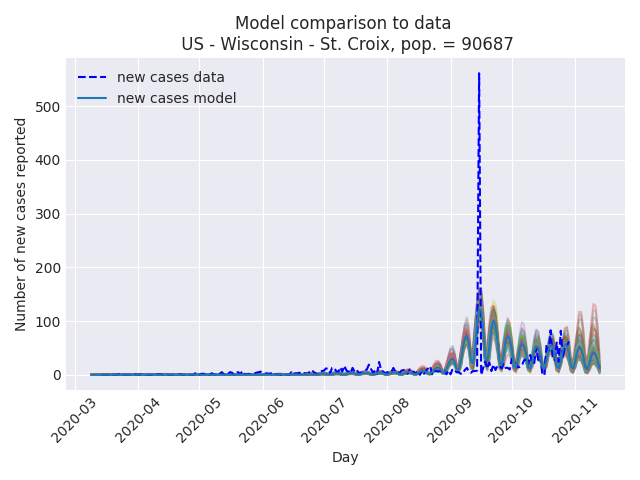 Model comparison to data
US - Wisconsin - St. Croix, pop. = 90687
new cases data
new cases model
Number of new cases reported
500
400
300
200
100
0
2020-03
2020-04
2020-05
2020-06
2020-07
2020-08
2020-09
2020-10
2020-11
Day